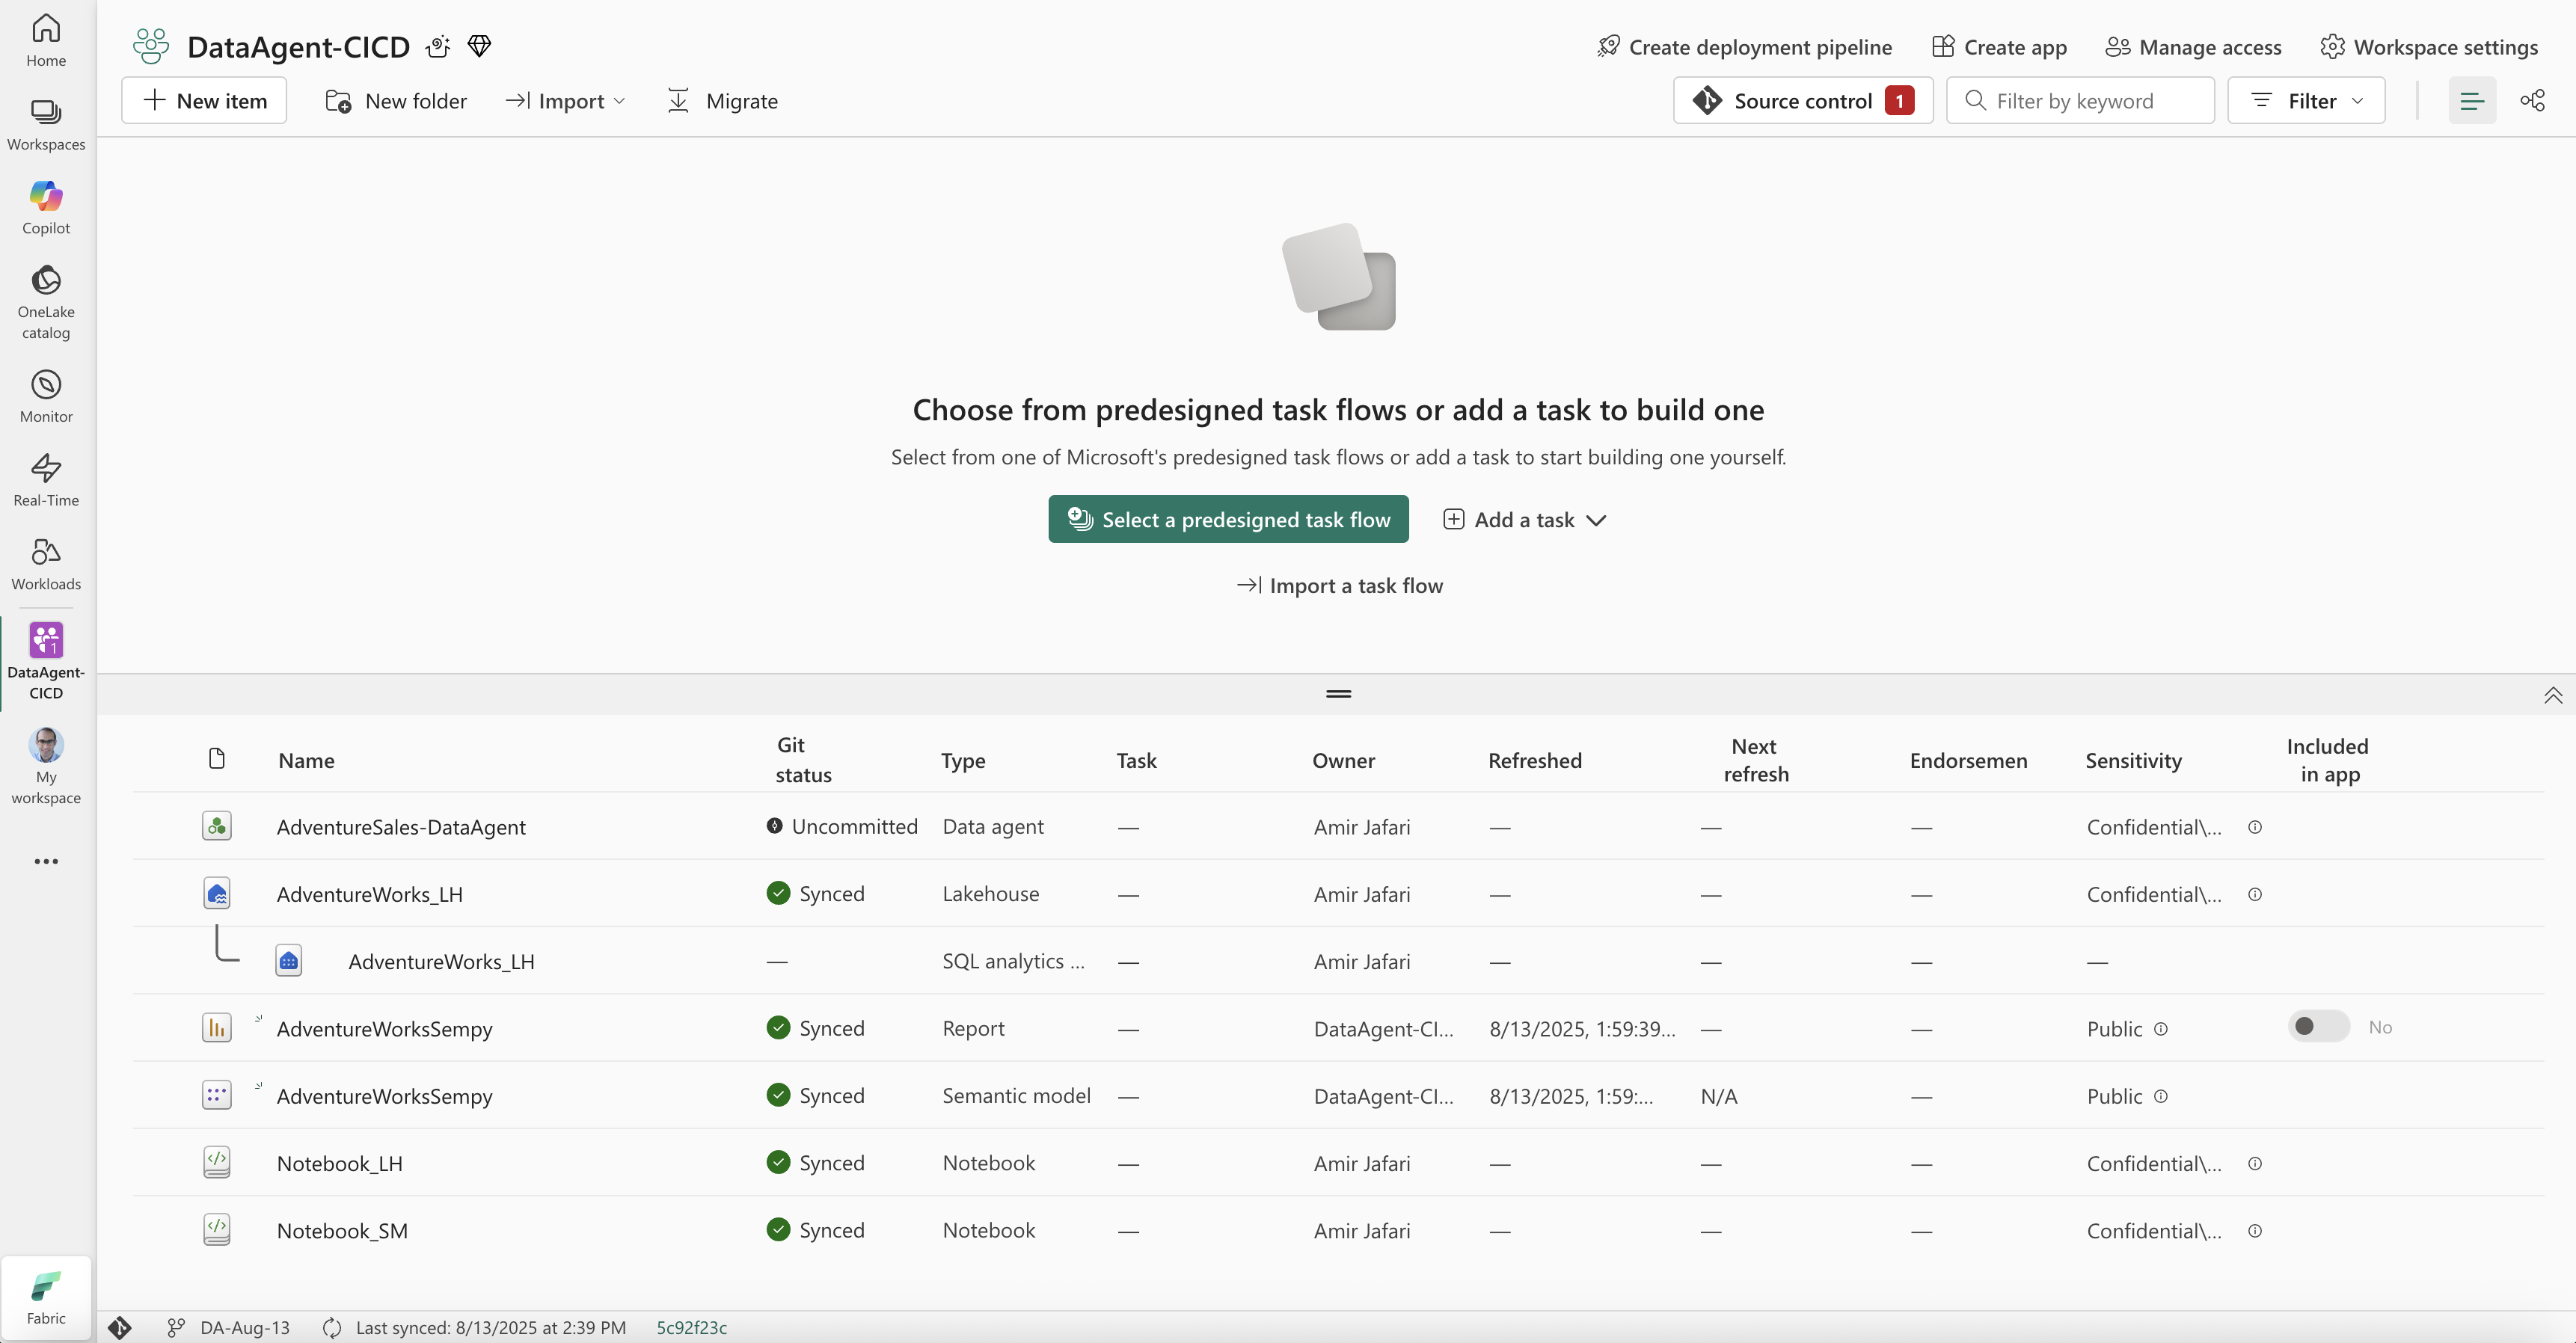 Home
Workspaces
Copilot
OneLake
catalog
Monitor
Real-Time
Workloads
1
DataAgent-
CICD
My
workspace
Fabric
DataAgent-CICD
Create deployment pipeline
Create app
Manage access
Workspace settings
New item
New folder
Import
Migrate
Source control 1
Filter by keyword
Filter
Choose from predesigned task flows or add a task to build one
Select from one of Microsoft's predesigned task flows or add a task to start building one yourself.
Select a predesigned task flow
Add a task
Import a task flow
Name Git status Type Task Owner Refreshed Next refresh Endorsemen Sensitivity Included in app
AdventureSales-DataAgent Uncommitted Data agent — Amir Jafari — — — Confidential\...
AdventureWorks_LH Synced Lakehouse — Amir Jafari — — — Confidential\...
AdventureWorks_LH — SQL analytics ... — Amir Jafari — — — —
AdventureWorksSempy Synced Report — DataAgent-CI... 8/13/2025, 1:59:39... — — Public No
AdventureWorksSempy Synced Semantic model — DataAgent-CI... 8/13/2025, 1:59:... N/A — Public
Notebook_LH Synced Notebook — Amir Jafari — — — Confidential\...
Notebook_SM Synced Notebook — Amir Jafari — — — Confidential\...
DA-Aug-13 Last synced: 8/13/2025 at 2:39 PM 5c92f23c